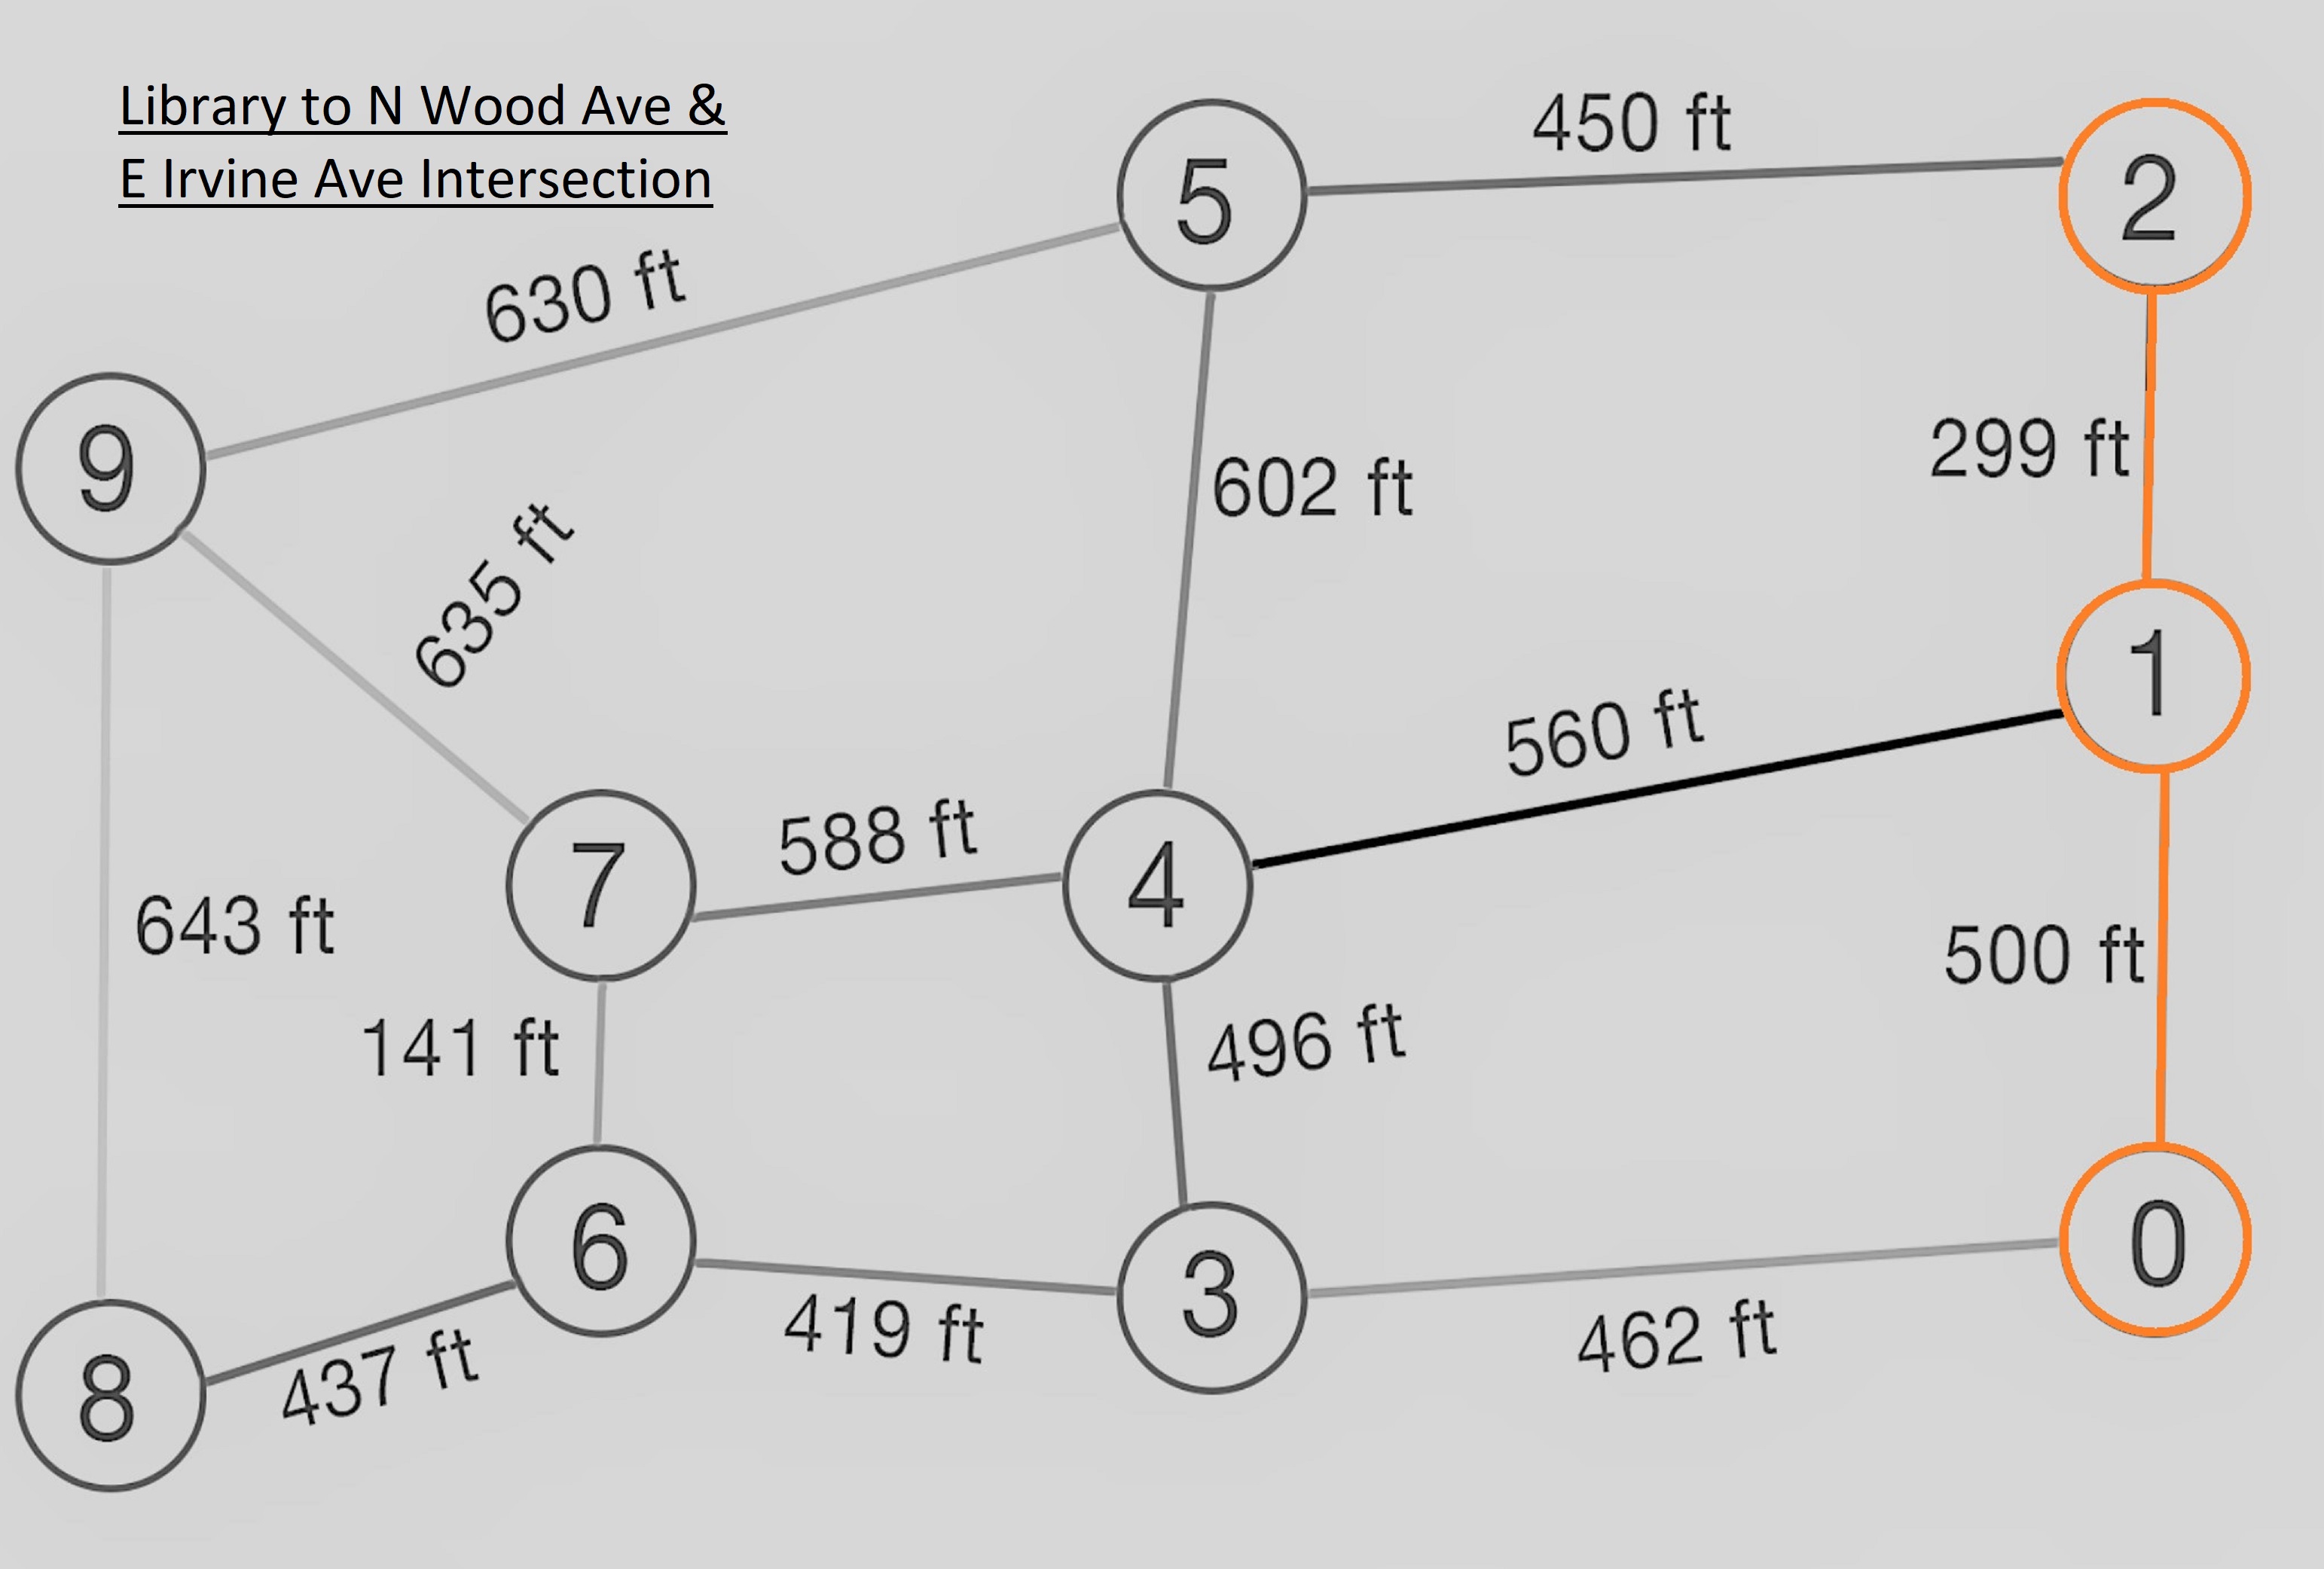 Library to N Wood Ave &
E Irvine Ave Intersection
450 ft
5
2
630 ft
299 ft
9
602 ft
635 ft
1
560 ft
588 ft
7
4
643 ft
500 ft
141 ft
496 ft
6
0
3
419 ft
462 ft
437 ft
8